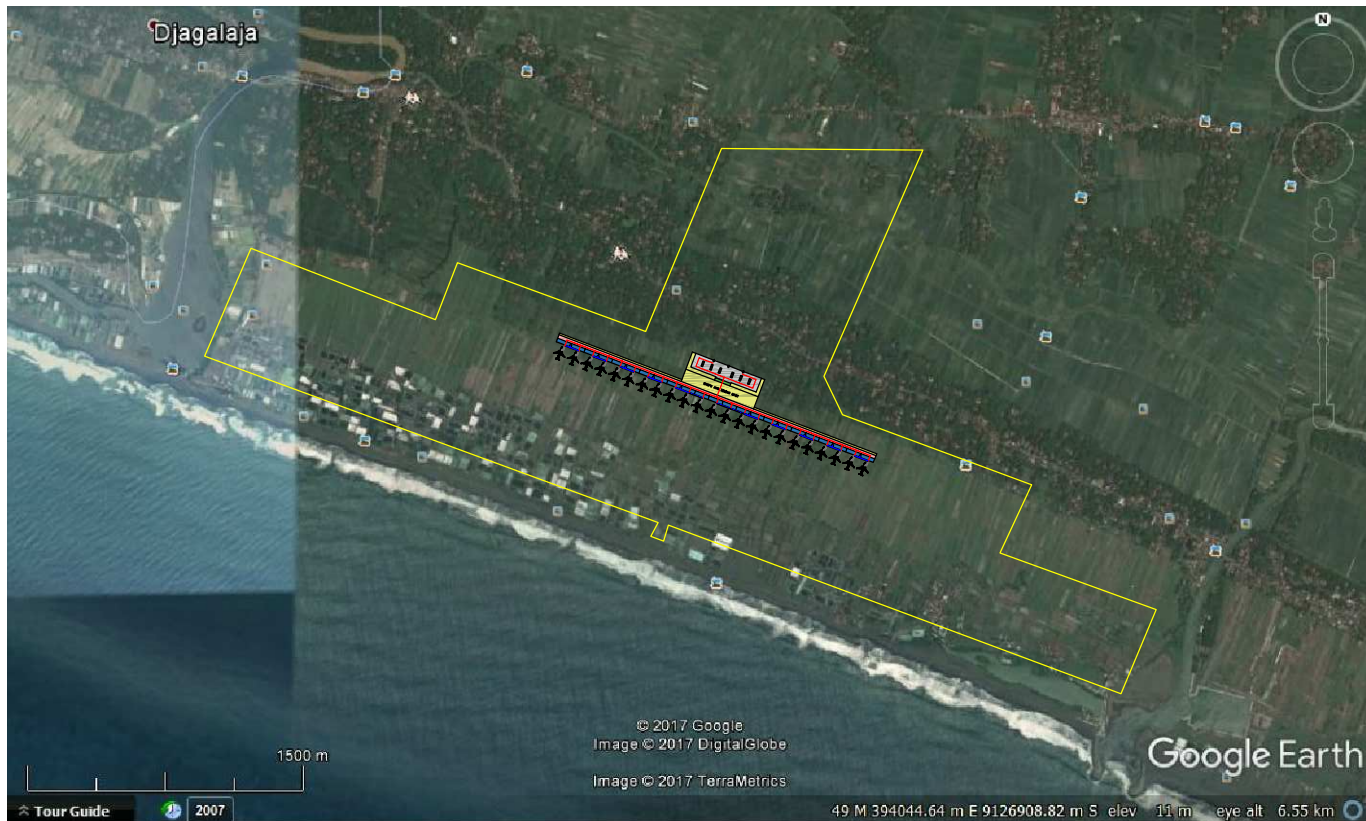 Djagalaja
N
© 2017 Google
Image © 2017 DigitalGlobe
Image © 2017 TerraMetrics
1500 m
Google Earth
Tour Guide
2007
49 M 394044.64 m E 9126908.82 m S elev 11 m eye alt 6.55 km